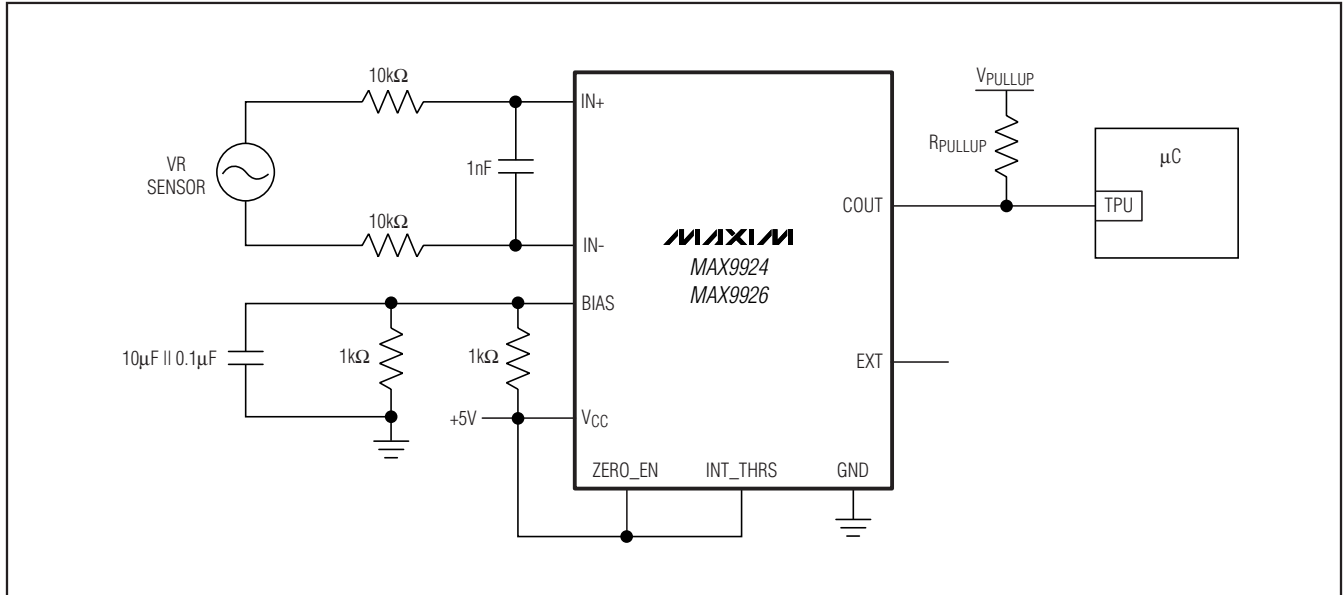 10kΩ
IN+
VR
SENSOR
1nF
10kΩ
IN-
BIAS
10μF II 0.1μF
1kΩ
1kΩ
+5V
VCC
ZERO_EN
INT_THRS
GND
MAXIM
MAX9924
MAX9926
COUT
EXT
VPULLUP
RPULLUP
μC
TPU